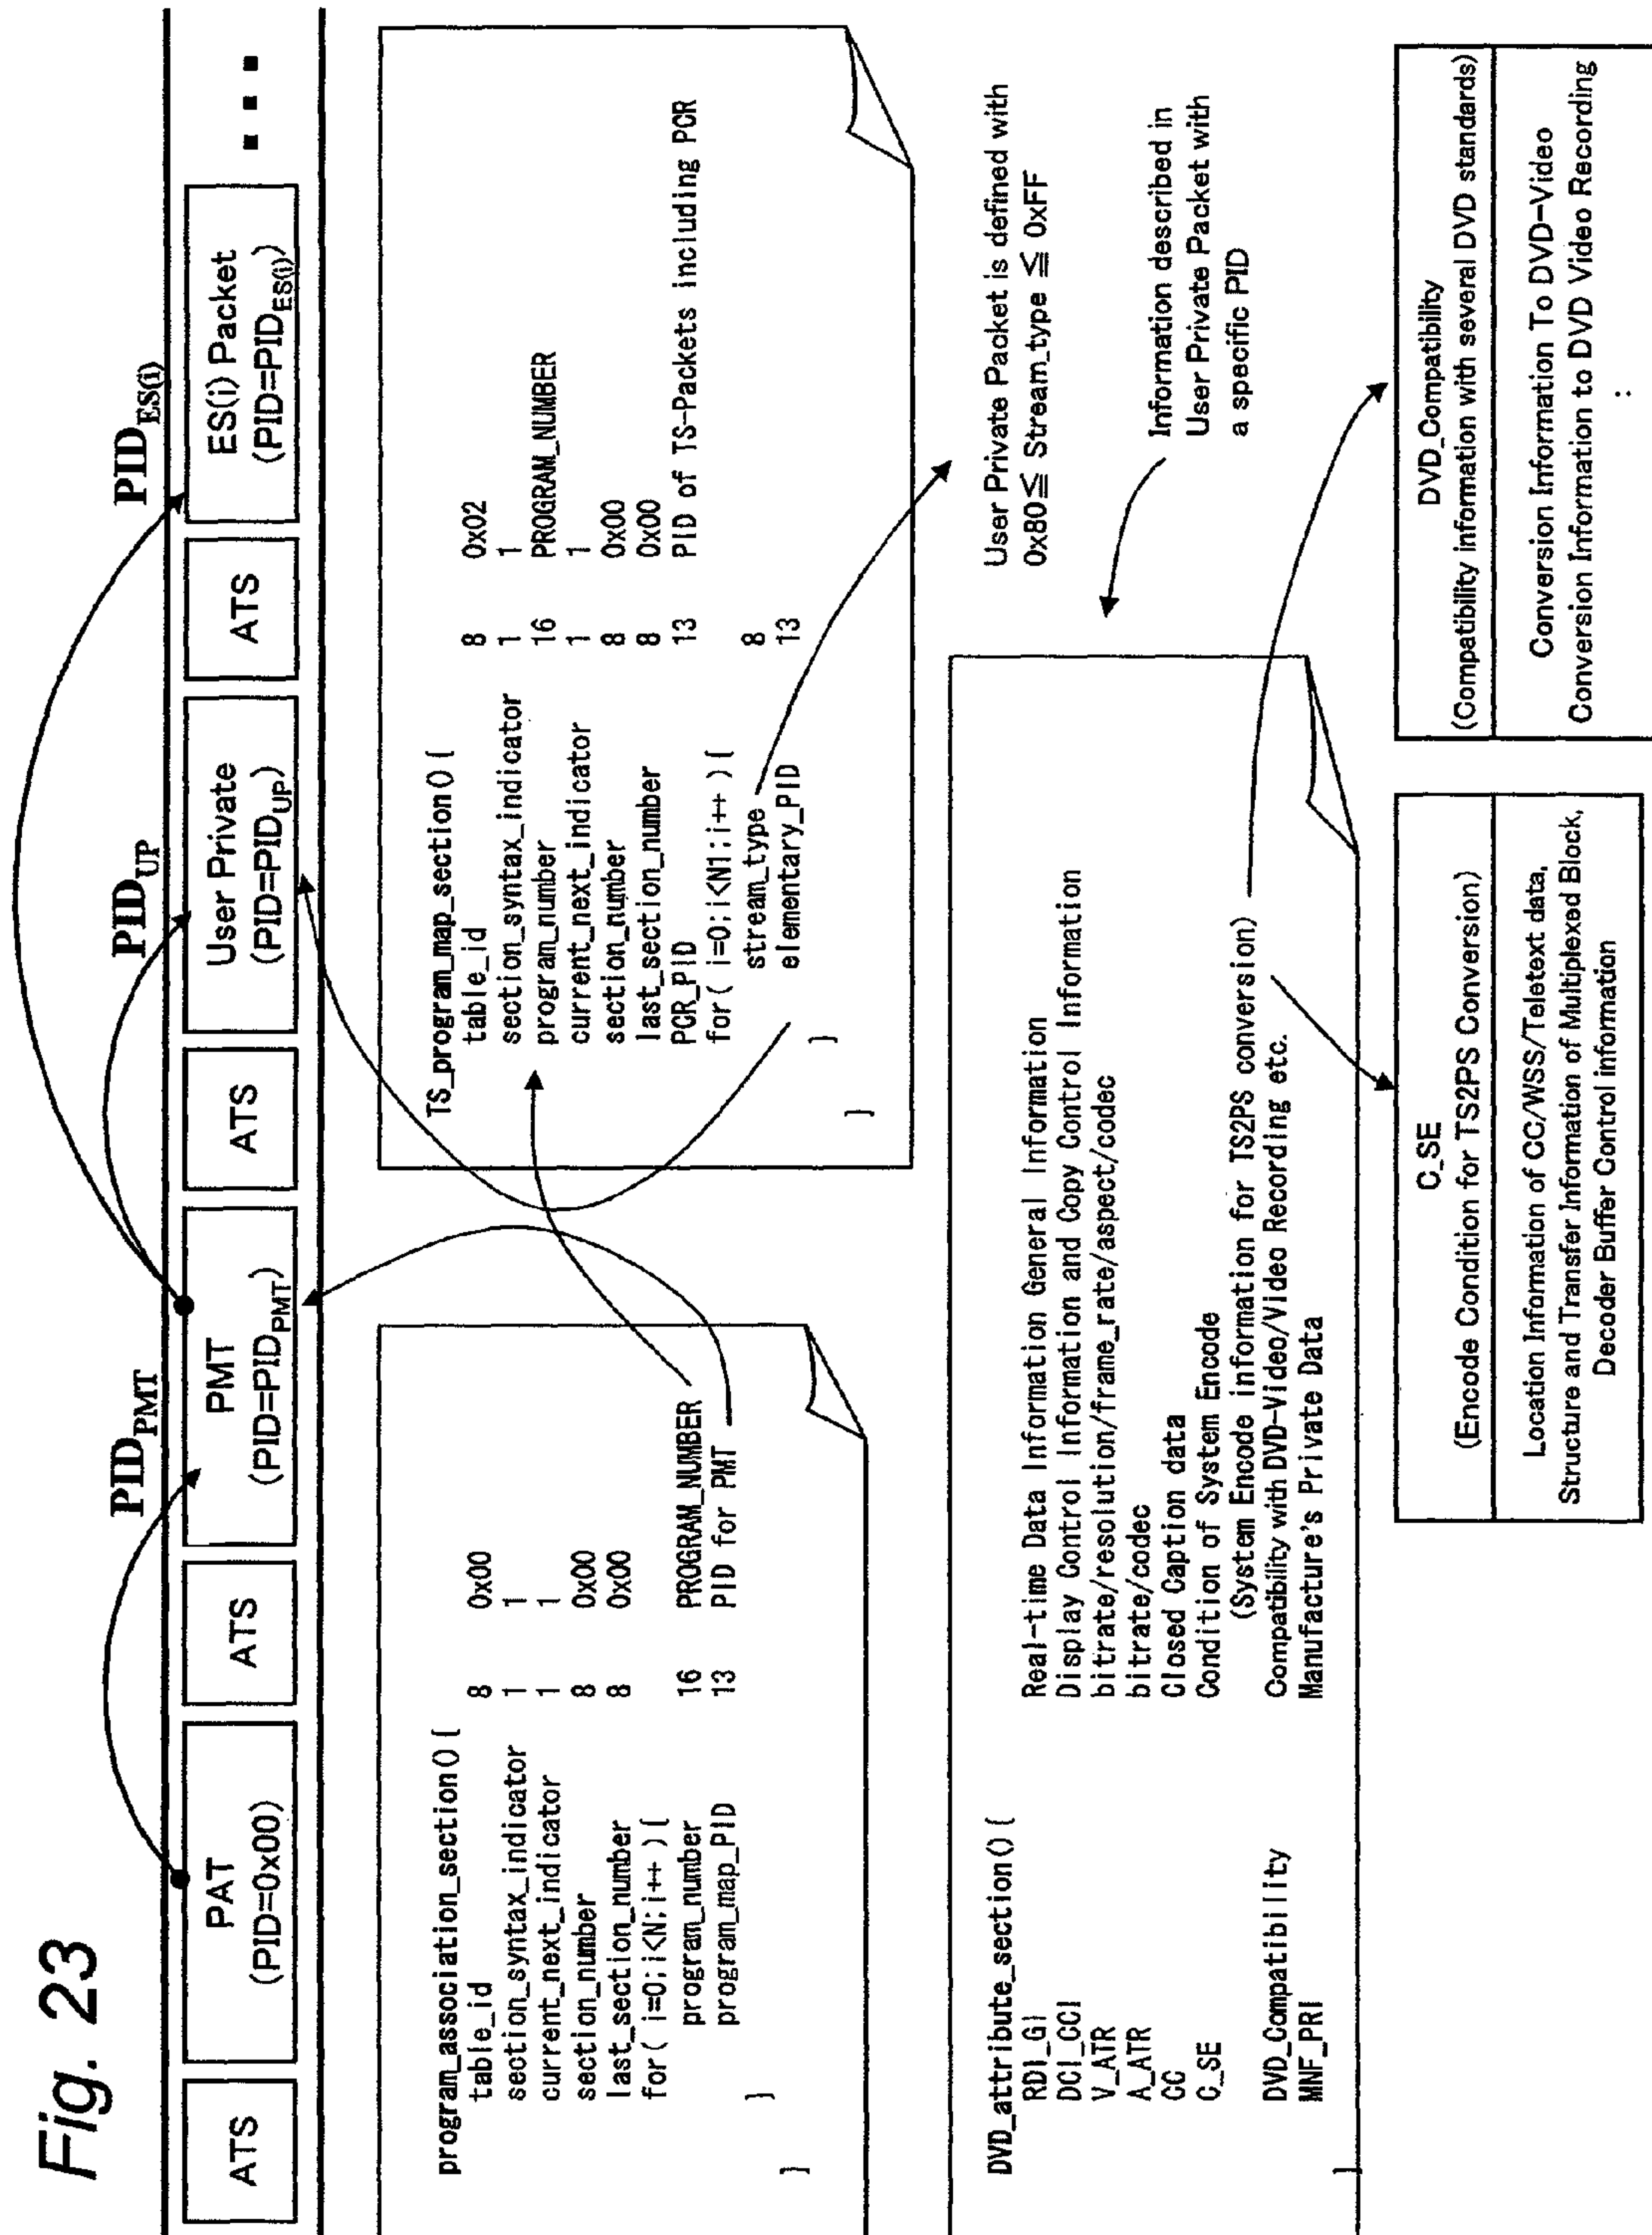 Fig. 23
PID_PMT
PID_UP
PID_ES(i)
ATS
PAT
(PID=0x00)
ATS
PMT
(PID=PID_PMT)
ATS
User Private
(PID=PID_UP)
ATS
ES(i) Packet
(PID=PID_ES(i))
▪ ▪ ▪
program_association_section(){
table_id 8 0x00
section_syntax_indicator 1 1
current_next_indicator 1 1
section_number 8 0x00
last_section_number 8 0x00
for( i=0;i<N;i++ ){
program_number 16 PROGRAM_NUMBER
program_map_PID 13 PID for PMT
}
}
TS_program_map_section(){
table_id 8 0x02
section_syntax_indicator 1 1
program_number 16 PROGRAM_NUMBER
current_next_indicator 1 1
section_number 8 0x00
last_section_number 8 0x00
PCR_PID 13 PID of TS-Packets including PCR
for( i=0;i<N1;i++ ){
stream_type 8
elementary_PID 13
}
}
User Private Packet is defined with
0x80≦ Stream_type ≦ 0xFF
DVD_attribute_section(){
RDI_GI Real-time Data Information General Information
DCI_CCI Display Control Information and Copy Control Information
V_ATR bitrate/resolution/frame_rate/aspect/codec
A_ATR bitrate/codec
CC Closed Caption data
C_SE Condition of System Encode
(System Encode information for TS2PS conversion)
DVD_Compatibility Compatibility with DVD-Video/Video Recording etc.
MNF_PRI Manufacture's Private Data
}
Information described in
User Private Packet with
a specific PID
C_SE
(Encode Condition for TS2PS Conversion)
Location Information of CC/WSS/Teletext data,
Structure and Transfer Information of Multiplexed Block,
Decoder Buffer Control information
DVD_Compatibility
(Compatibility information with several DVD standards)
Conversion Information To DVD-Video
Conversion Information to DVD Video Recording
: